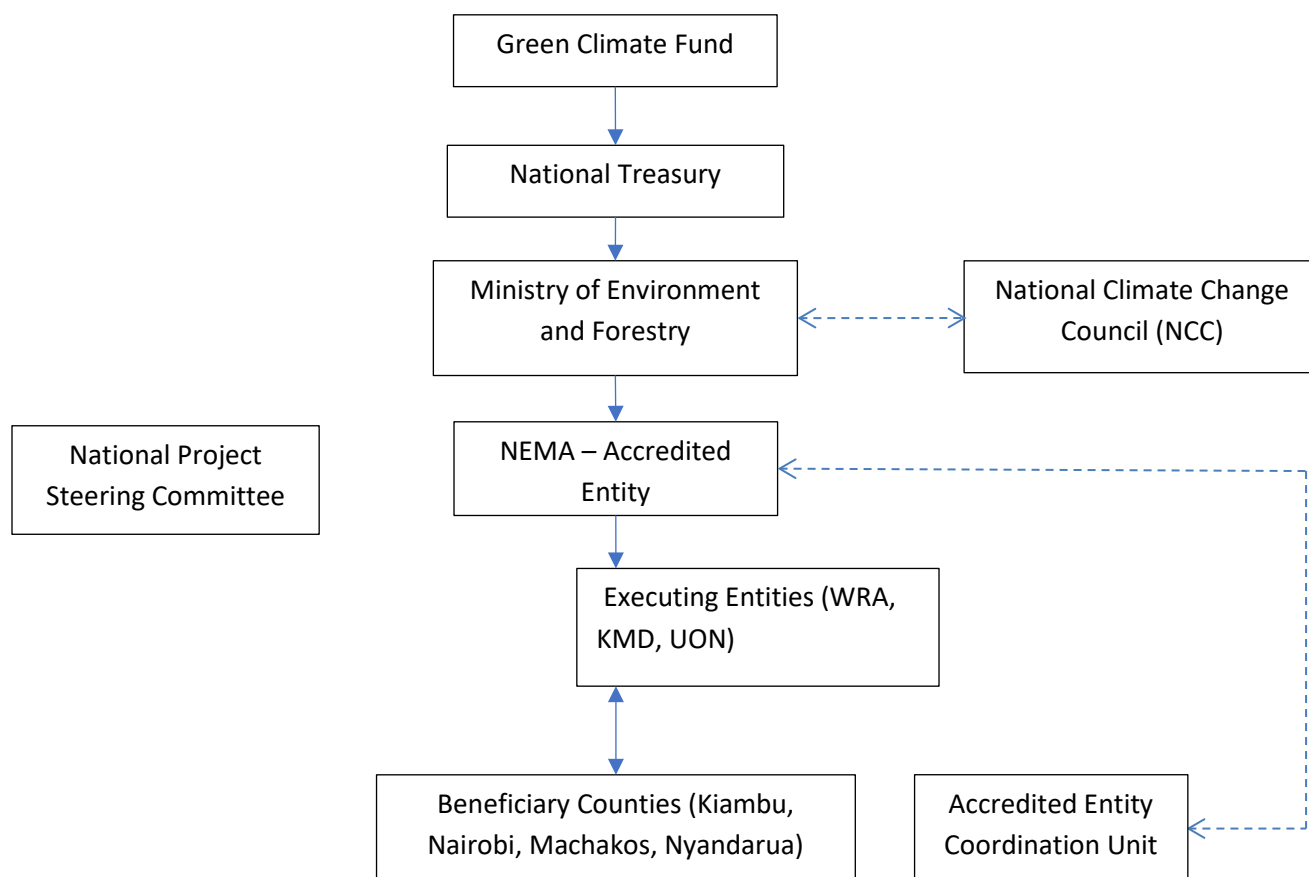 Green Climate Fund
National Treasury
Ministry of Environment
and Forestry
National Climate Change
Council (NCC)
National Project
Steering Committee
NEMA – Accredited
Entity
Executing Entities (WRA,
KMD, UON)
Beneficiary Counties (Kiambu,
Nairobi, Machakos, Nyandarua)
Accredited Entity
Coordination Unit